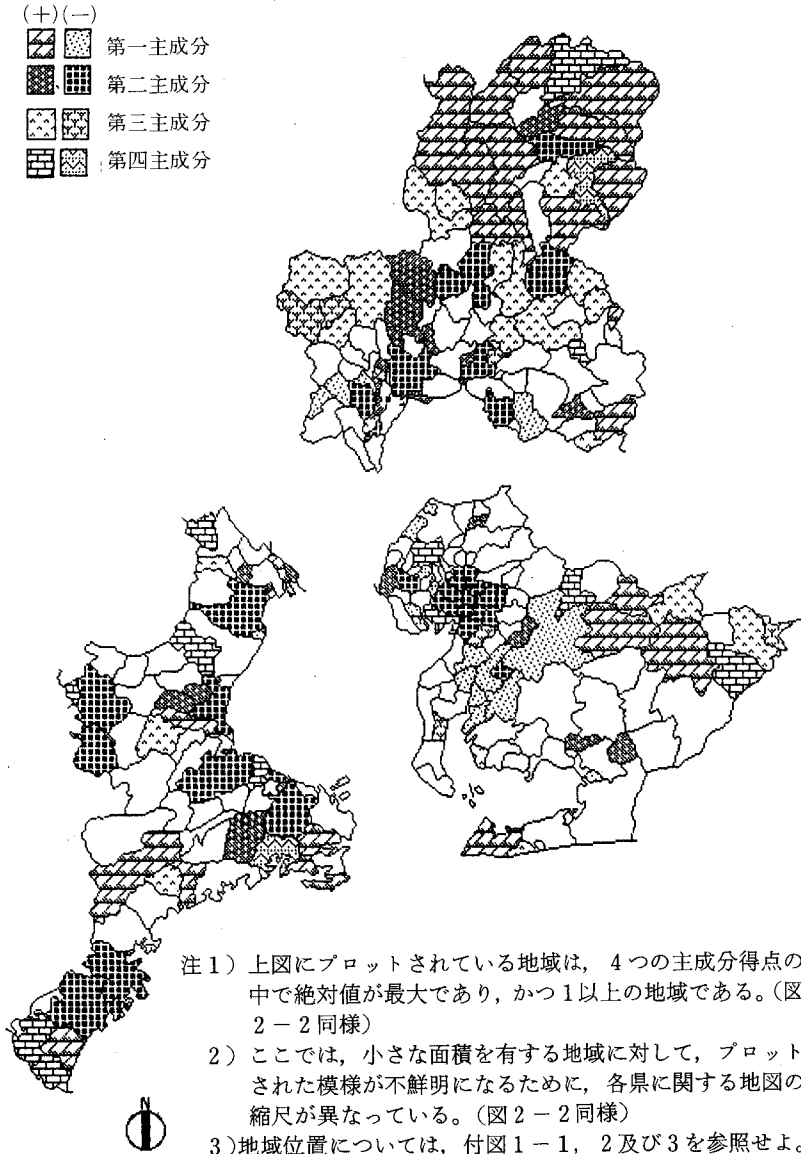 (+)(−)
第一主成分
第二主成分
第三主成分
第四主成分
N
注1) 上図にプロットされている地域は，4つの主成分得点の
中で絶対値が最大であり，かつ1以上の地域である。(図
2－2同様)
2) ここでは，小さな面積を有する地域に対して，プロット
された模様が不鮮明になるために，各県に関する地図の
縮尺が異なっている。(図2－2同様)
3)地域位置については，付図1－1，2及び3を参照せよ。